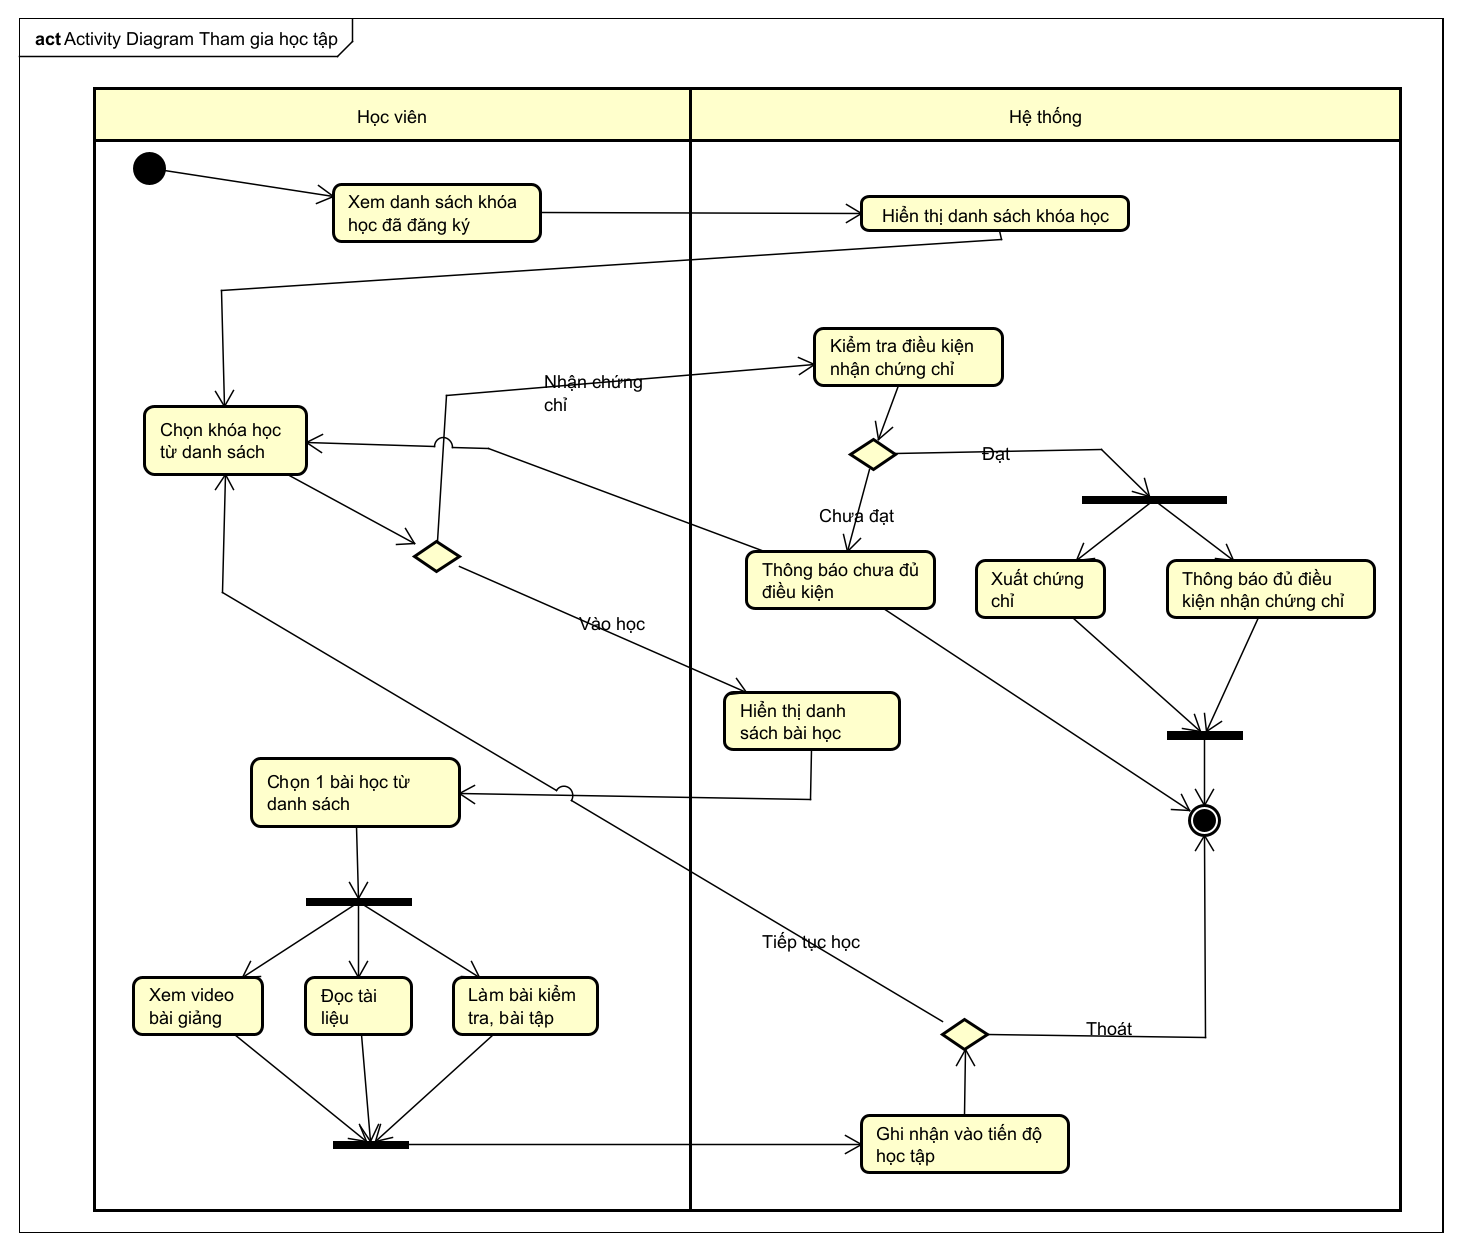 act Activity Diagram Tham gia học tập
Học viên
Hệ thống
Xem danh sách khóa
học đã đăng ký
Hiển thị danh sách khóa học
Kiểm tra điều kiện
nhận chứng chỉ
Nhận chứng
chỉ
Chọn khóa học
từ danh sách
Đạt
Chưa đạt
Thông báo chưa đủ
điều kiện
Xuất chứng
chỉ
Thông báo đủ điều
kiện nhận chứng chỉ
Vào học
Hiển thị danh
sách bài học
Chọn 1 bài học từ
danh sách
Tiếp tục học
Xem video
bài giảng
Đọc tài
liệu
Làm bài kiểm
tra, bài tập
Thoát
Ghi nhận vào tiến độ
học tập